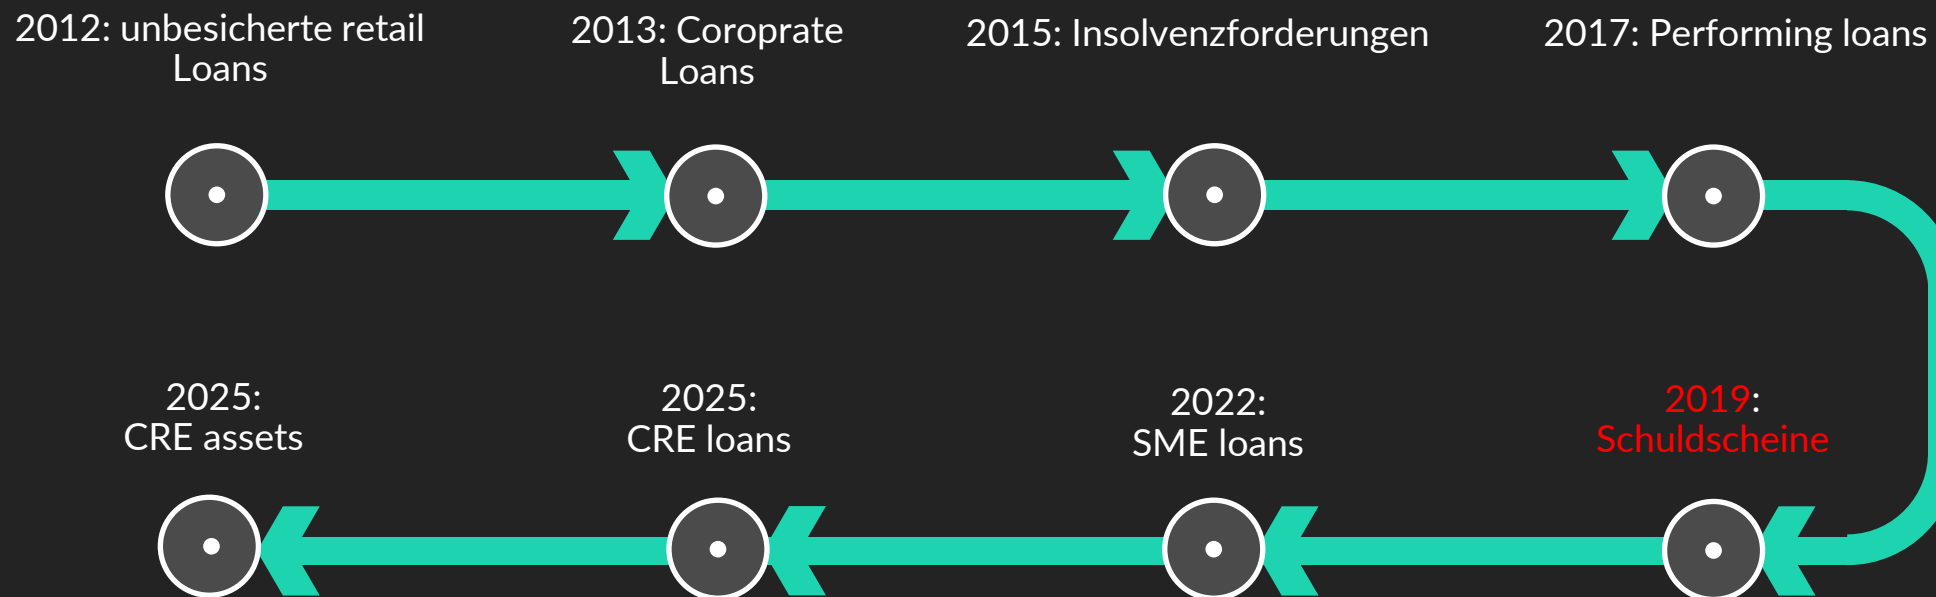 2012: unbesicherte retail
Loans
2013: Coroprate
Loans
2015: Insolvenzforderungen
2017: Performing loans
2019:
Schuldscheine
2022:
SME loans
2025:
CRE loans
2025:
CRE assets